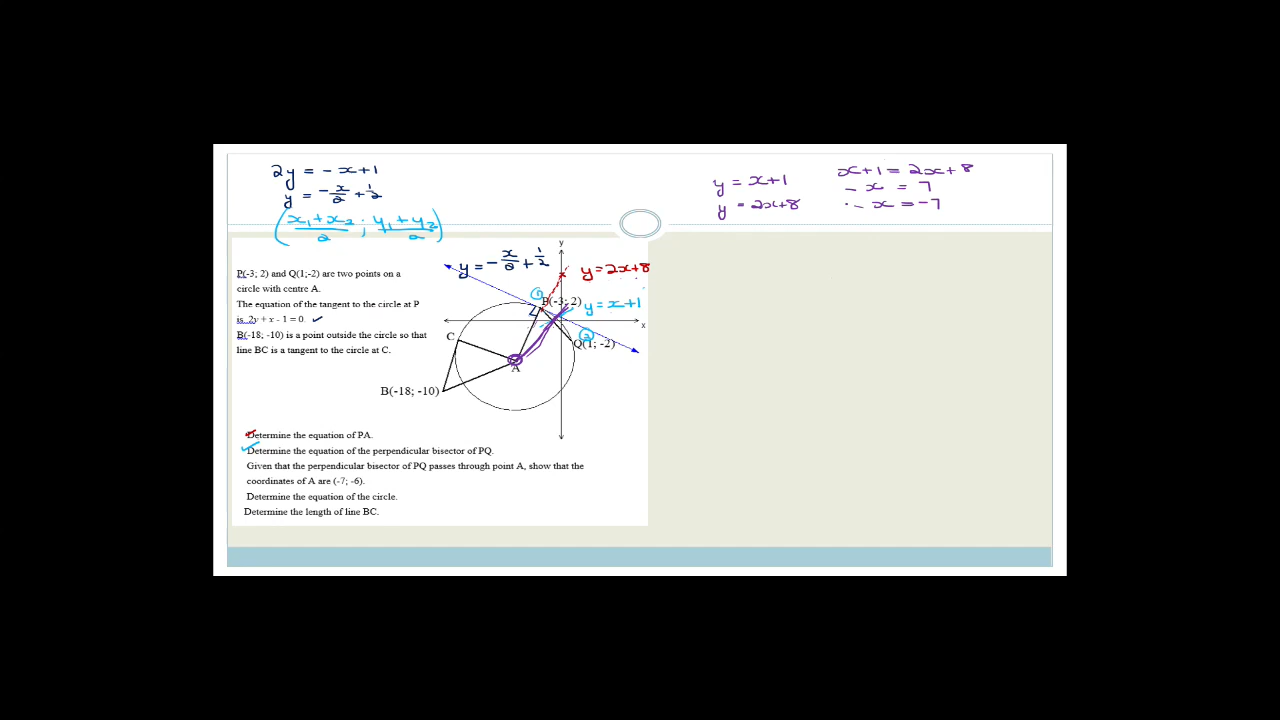 2y = -x+1
y = -x/2 + 1/2
(x₁+x₂/2 ; y₁+y₂/2)
y = x+1
y = 2x+8
x+1 = 2x+8
-x = 7
∴ x = -7
P(-3; 2) and Q(1;-2) are two points on a
circle with centre A.
The equation of the tangent to the circle at P
is 2y + x - 1 = 0.
B(-18; -10) is a point outside the circle so that
line BC is a tangent to the circle at C.
y
y = -x/2 + 1/2
y = 2x+8
①
P(-3; 2)
y = x+1
x
②
C
Q(1; -2)
A
B(-18; -10)
Determine the equation of PA.
Determine the equation of the perpendicular bisector of PQ.
Given that the perpendicular bisector of PQ passes through point A, show that the
coordinates of A are (-7; -6).
Determine the equation of the circle.
Determine the length of line BC.